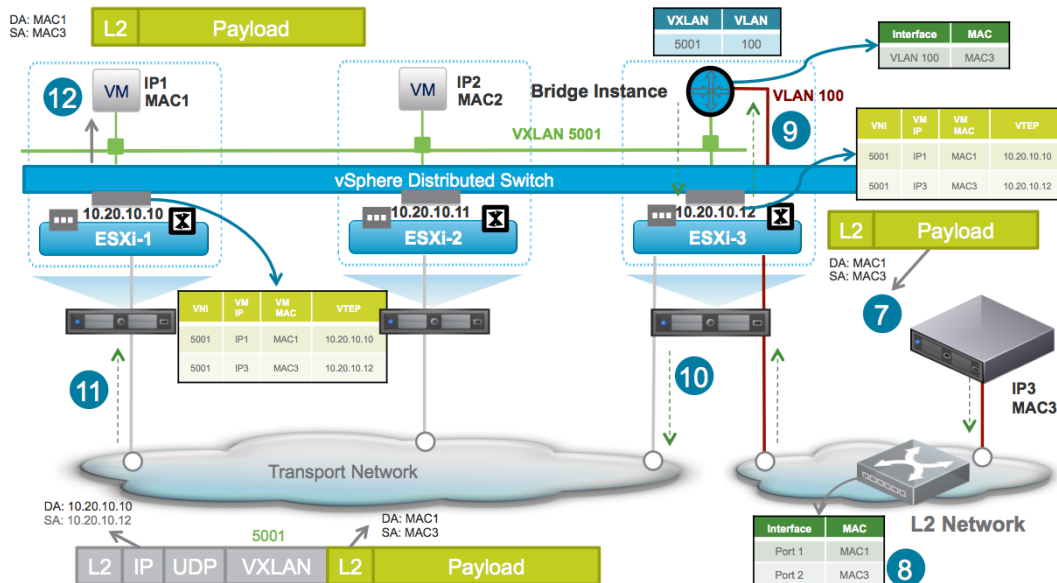 DA: MAC1
SA: MAC3
L2 Payload
VXLAN VLAN
5001 100
Interface MAC
VLAN 100 MAC3
12
VM
IP1
MAC1
VM
IP2
MAC2
Bridge Instance
VLAN 100
9
VXLAN 5001
VNI VM IP VM MAC VTEP
5001 IP1 MAC1 10.20.10.10
5001 IP3 MAC3 10.20.10.12
vSphere Distributed Switch
10.20.10.10
10.20.10.11
10.20.10.12
ESXi-1
ESXi-2
ESXi-3
L2 Payload
DA: MAC1
SA: MAC3
7
VNI VM IP VM MAC VTEP
5001 IP1 MAC1 10.20.10.10
5001 IP3 MAC3 10.20.10.12
11
10
IP3
MAC3
Transport Network
L2 Network
DA: 10.20.10.10
SA: 10.20.10.12
5001
DA: MAC1
SA: MAC3
L2 IP UDP VXLAN L2 Payload
Interface MAC
Port 1 MAC1
Port 2 MAC3
8